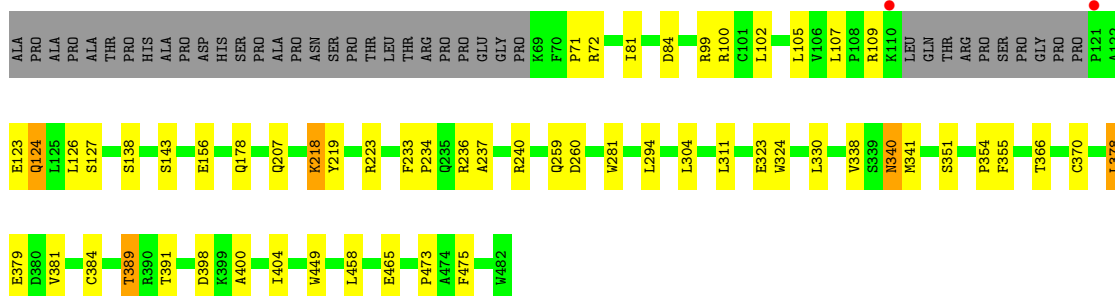 ALA PRO ALA PRO ALA THR PRO HIS ALA PRO ASP HIS SER PRO ALA PRO ASN SER PRO THR LEU THR ARG PRO GLU GLY PRO K69 F70 P71 R72 I81 D84 R99 R100 C101 L102 L105 V106 L107 P108 R109 K110 LEU GLN THR ARG PRO SER PRO GLY PRO PRO P121 A122
E123 Q124 L125 L126 S127 S138 S143 E156 Q178 Q207 K218 Y219 R223 F233 P234 Q235 R236 A237 R240 Q259 D260 W281 L294 L304 L311 E323 W324 L330 V338 S339 N340 M341 S351 P354 F355 T366 C370 L378
E379 D380 V381 C384 T389 R390 T391 D398 K399 A400 I404 W449 L458 E465 P473 A474 F475 W482